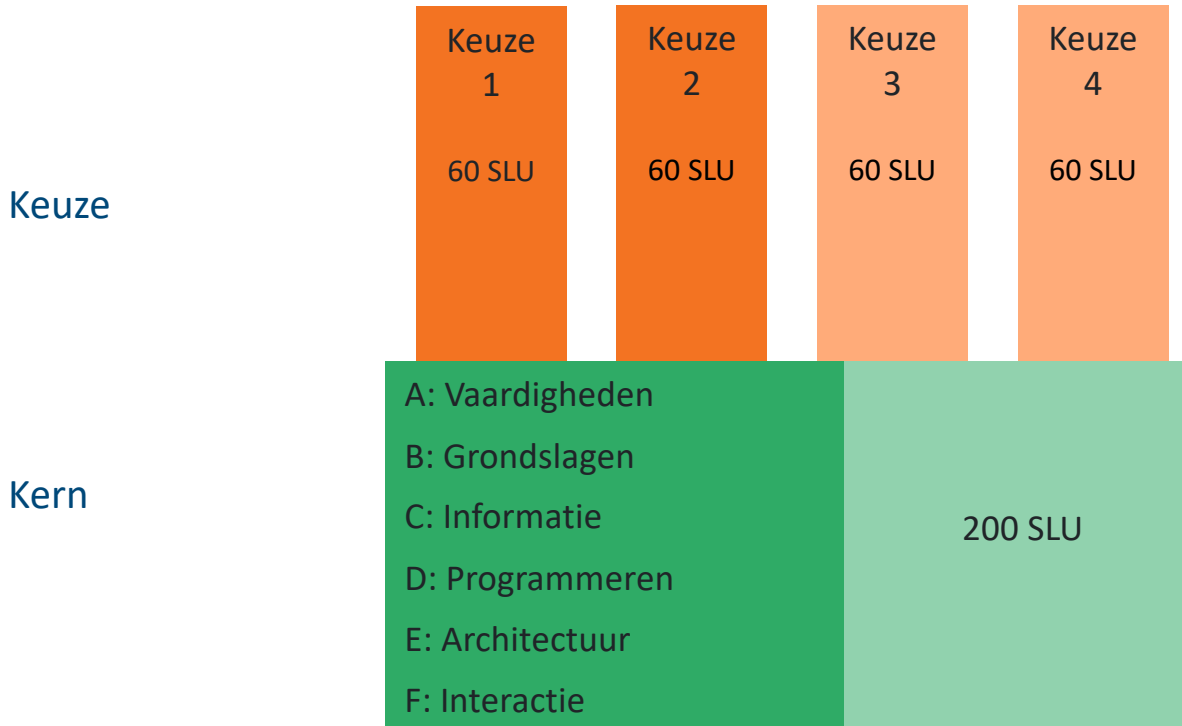 Keuze
1
60 SLU
Keuze
2
60 SLU
Keuze
3
60 SLU
Keuze
4
60 SLU
Keuze
Kern
A: Vaardigheden
B: Grondslagen
C: Informatie
D: Programmeren
E: Architectuur
F: Interactie
200 SLU